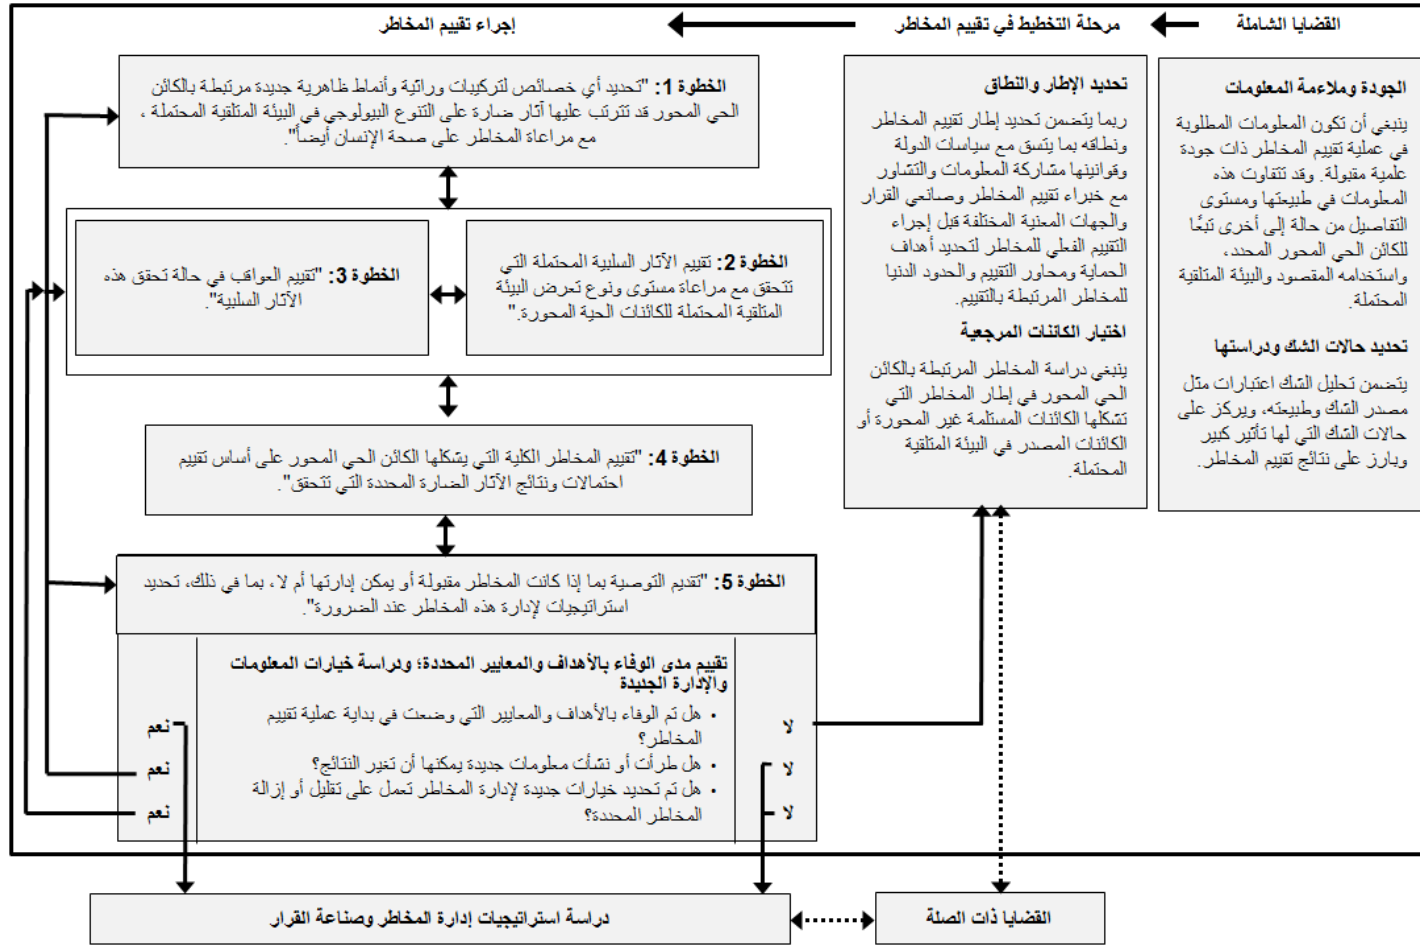 القضايا الشاملة
مرحلة التخطيط في تقييم المخاطر
إجراء تقييم المخاطر
الجودة وملاءمة المعلومات
ينبغي أن تكون المعلومات المطلوبة
في عملية تقييم المخاطر ذات جودة
علمية مقبولة. وقد تتفاوت هذه
المعلومات في طبيعتها ومستوى
التفاصيل من حالة إلى أخرى تبعًا
للكائن الحي المحور المحدد،
واستخدامه المقصود والبيئة المتلقية
المحتملة.
تحديد حالات الشك ودراستها
يتضمن تحليل الشك اعتبارات مثل
مصدر الشك وطبيعته، ويركز على
حالات الشك التي لها تأثير كبير
وبارز على نتائج تقييم المخاطر.
تحديد الإطار والنطاق
ربما يتضمن تحديد إطار تقييم المخاطر
ونطاقه بما يتسق مع سياسات الدولة
وقوانينها مشاركة المعلومات والتشاور
مع خبراء تقييم المخاطر وصانعي القرار
والجهات المعنية المختلفة قبل إجراء
التقييم الفعلي للمخاطر لتحديد أهداف
الحماية ومحاور التقييم والحدود الدنيا
للمخاطر المرتبطة بالتقييم.
اختيار الكائنات المرجعية
ينبغي دراسة المخاطر المرتبطة بالكائن
الحي المحور في إطار المخاطر التي
تشكلها الكائنات المستلمة غير المحورة أو
الكائنات المصدر في البيئة المتلقية
المحتملة.
الخطوة 1: "تحديد أي خصائص لتركيبات وراثية وأنماط ظاهرية جديدة مرتبطة بالكائن
الحي المحور قد تترتب عليها آثار ضارة على التنوع البيولوجي في البيئة المتلقية المحتملة ،
مع مراعاة المخاطر على صحة الإنسان أيضاً".
الخطوة 2: تقييم الآثار السلبية المحتملة التي
تتحقق مع مراعاة مستوى ونوع تعرض البيئة
المتلقية المحتملة للكائنات الحية المحورة."
الخطوة 3: "تقييم العواقب في حالة تحقق هذه
الآثار السلبية".
الخطوة 4: "تقييم المخاطر الكلية التي يشكلها الكائن الحي المحور على أساس تقييم
احتمالات ونتائج الآثار الضارة المحددة التي تتحقق".
الخطوة 5: "تقديم التوصية بما إذا كانت المخاطر مقبولة أو يمكن إدارتها أم لا، بما في ذلك، تحديد
استراتيجيات لإدارة هذه المخاطر عند الضرورة".
تقييم مدى الوفاء بالأهداف والمعايير المحددة؛ ودراسة خيارات المعلومات
والإدارة الجديدة
• هل تم الوفاء بالأهداف والمعايير التي وضعت في بداية عملية تقييم
المخاطر؟
• هل طرأت أو نشأت معلومات جديدة يمكنها أن تغير النتائج؟
• هل تم تحديد خيارات جديدة لإدارة المخاطر تعمل على تقليل أو إزالة
المخاطر المحددة؟
لا
لا
لا
نعم
نعم
نعم
القضايا ذات الصلة
دراسة استراتيجيات إدارة المخاطر وصناعة القرار